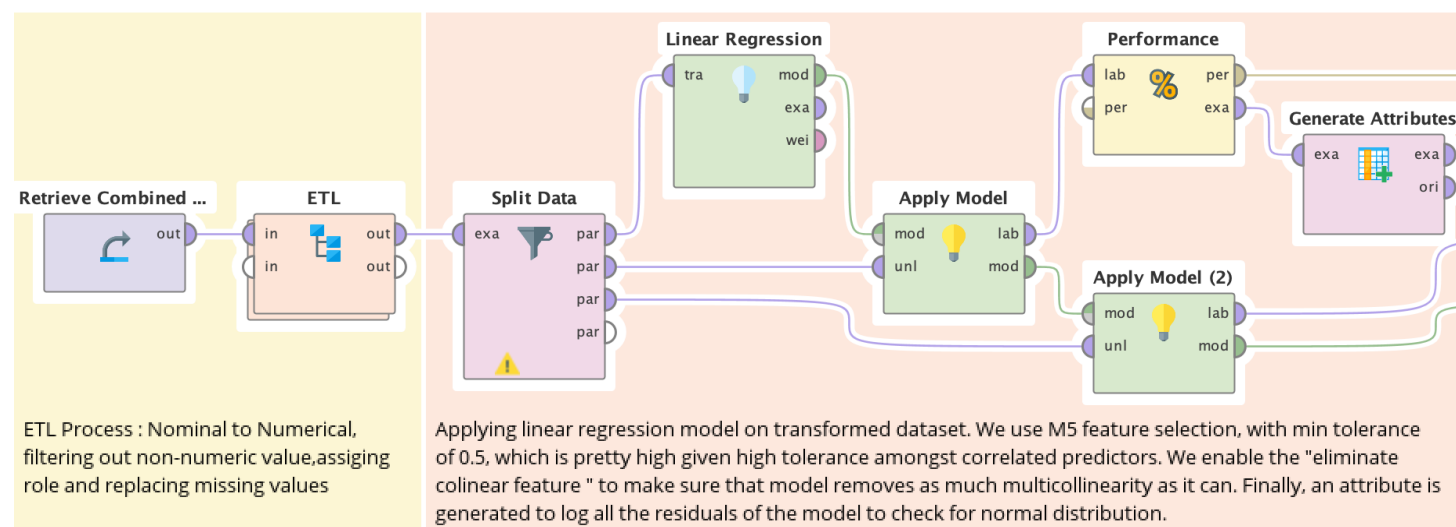 Linear Regression
tra
mod
exa
wei
Performance
lab
per
per
exa
Generate Attributes
exa
exa
ori
Retrieve Combined ...
out
ETL
in
out
in
out
Split Data
exa
par
par
par
par
Apply Model
mod
lab
unl
mod
Apply Model (2)
mod
lab
unl
mod
ETL Process : Nominal to Numerical,
filtering out non-numeric value,assiging
role and replacing missing values
Applying linear regression model on transformed dataset. We use M5 feature selection, with min tolerance
of 0.5, which is pretty high given high tolerance amongst correlated predictors. We enable the "eliminate
colinear feature " to make sure that model removes as much multicollinearity as it can. Finally, an attribute is
generated to log all the residuals of the model to check for normal distribution.